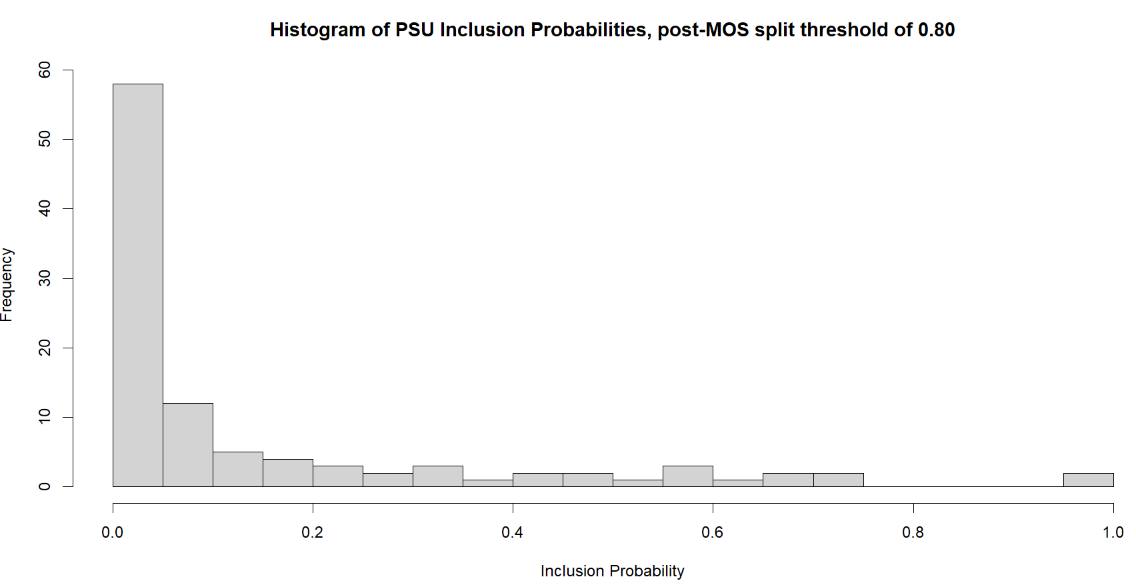 Histogram of PSU Inclusion Probabilities, post-MOS split threshold of 0.80
60
50
40
30
20
10
0
Frequency
0.0 0.2 0.4 0.6 0.8 1.0
Inclusion Probability